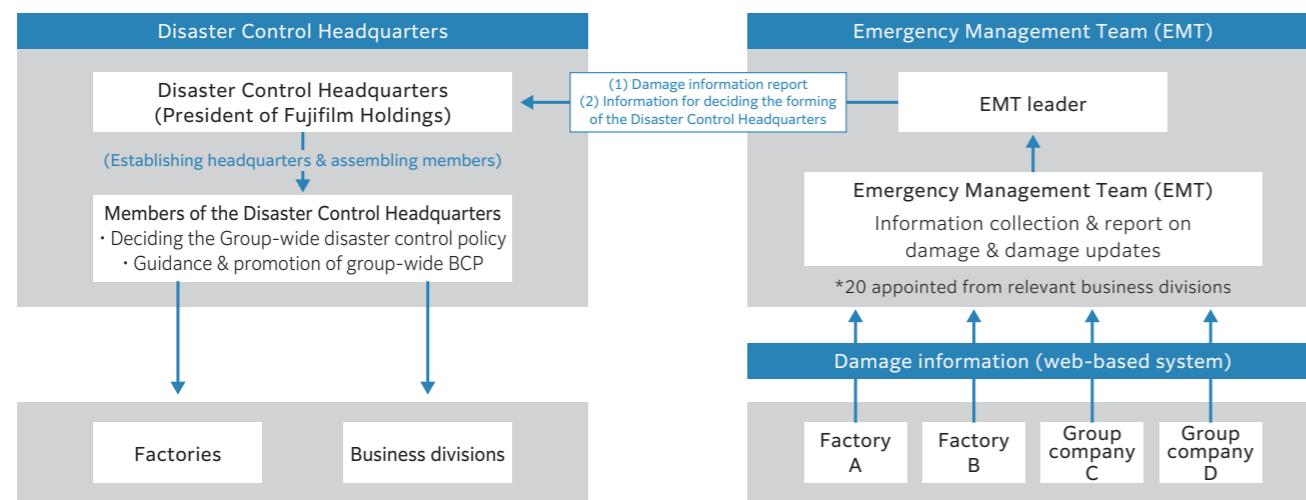 Disaster Control Headquarters
Disaster Control Headquarters
(President of Fujifilm Holdings)
(Establishing headquarters & assembling members)
Members of the Disaster Control Headquarters
・Deciding the Group-wide disaster control policy
・Guidance & promotion of group-wide BCP
Factories
Business divisions
(1) Damage information report
(2) Information for deciding the forming
of the Disaster Control Headquarters
Emergency Management Team (EMT)
EMT leader
Emergency Management Team (EMT)
Information collection & report on
damage & damage updates
*20 appointed from relevant business divisions
Damage information (web-based system)
Factory
A
Factory
B
Group
company
C
Group
company
D